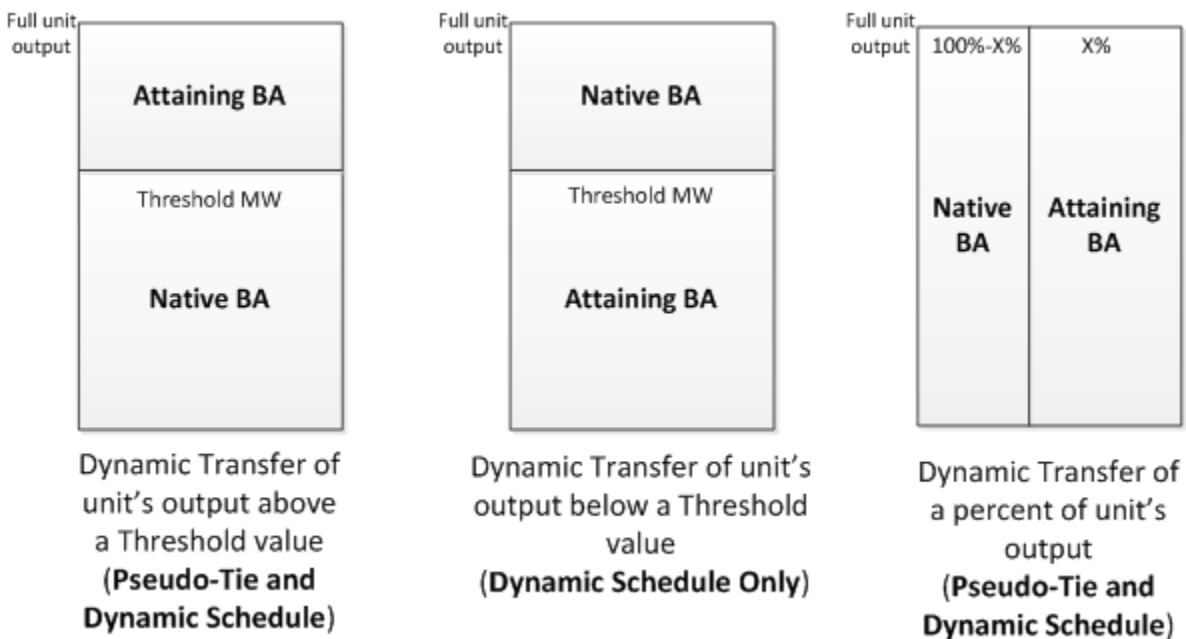 Full unit
output
Attaining BA
Threshold MW
Native BA
Dynamic Transfer of
unit's output above
a Threshold value
(Pseudo-Tie and
Dynamic Schedule)
Full unit
output
Native BA
Threshold MW
Attaining BA
Dynamic Transfer of unit's
output below a Threshold
value
(Dynamic Schedule Only)
Full unit
output
100%-X%
X%
Native
BA
Attaining
BA
Dynamic Transfer of
a percent of unit's
output
(Pseudo-Tie and
Dynamic Schedule)